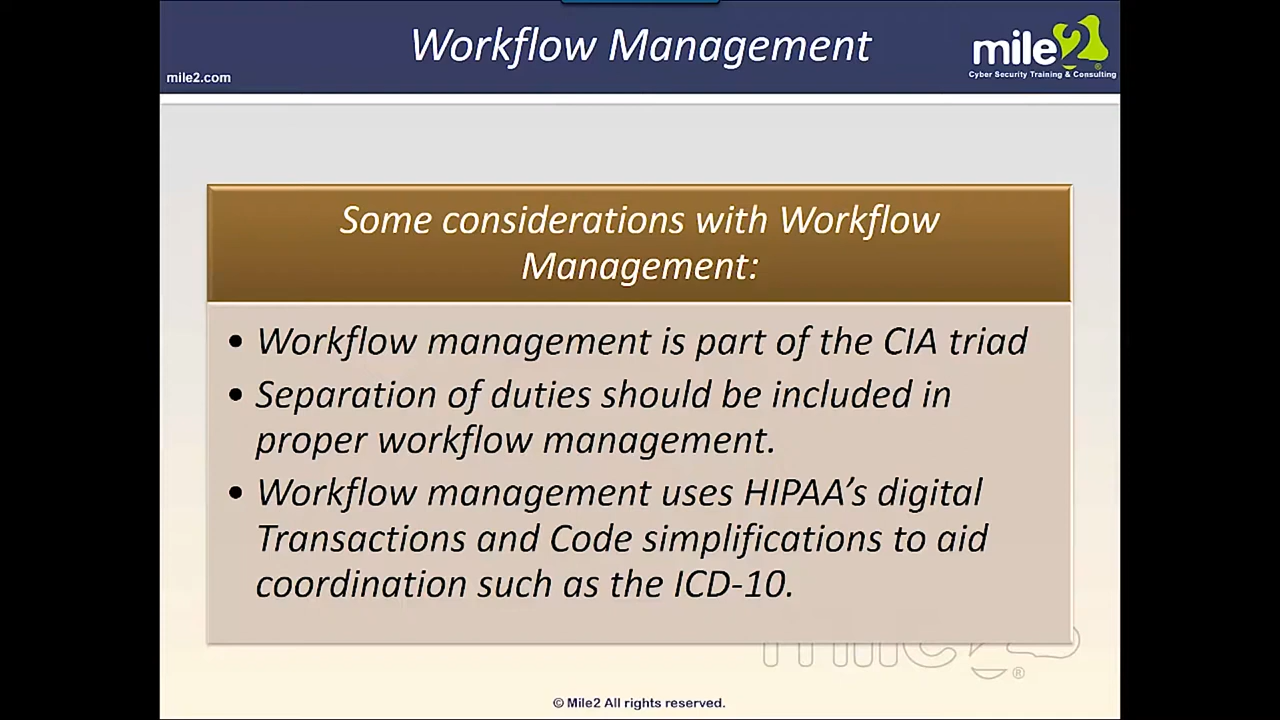 Workflow Management
mile2
®
mile2.com
Cyber Security Training & Consulting
Some considerations with Workflow
Management:
• Workflow management is part of the CIA triad
• Separation of duties should be included in
proper workflow management.
• Workflow management uses HIPAA's digital
Transactions and Code simplifications to aid
coordination such as the ICD-10.
mile2
®
© Mile2 All rights reserved.